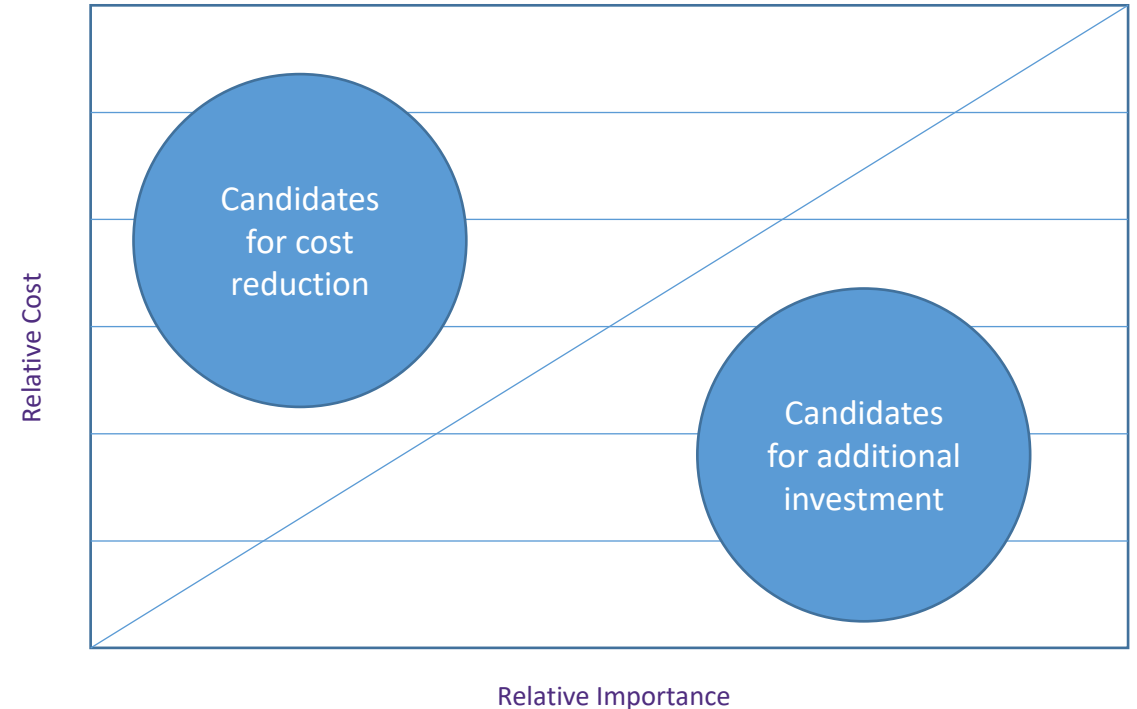 Relative Cost
Candidates
for cost
reduction
Candidates
for additional
investment
Relative Importance